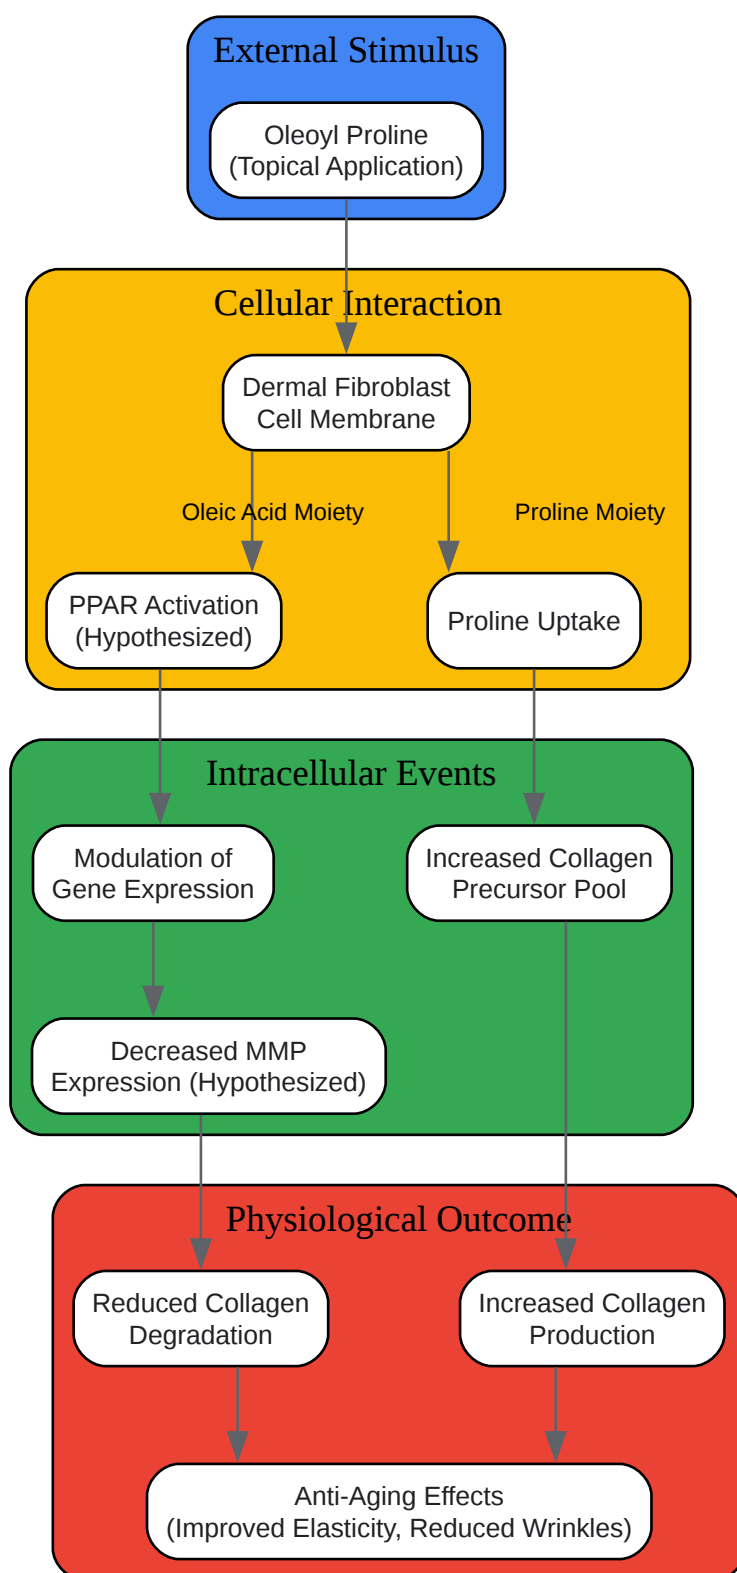 External Stimulus
Oleoyl Proline
(Topical Application)
Cellular Interaction
Dermal Fibroblast
Cell Membrane
Oleic Acid Moiety
Proline Moiety
PPAR Activation
(Hypothesized)
Proline Uptake
Intracellular Events
Modulation of
Gene Expression
Increased Collagen
Precursor Pool
Decreased MMP
Expression (Hypothesized)
Physiological Outcome
Reduced Collagen
Degradation
Increased Collagen
Production
Anti-Aging Effects
(Improved Elasticity, Reduced Wrinkles)